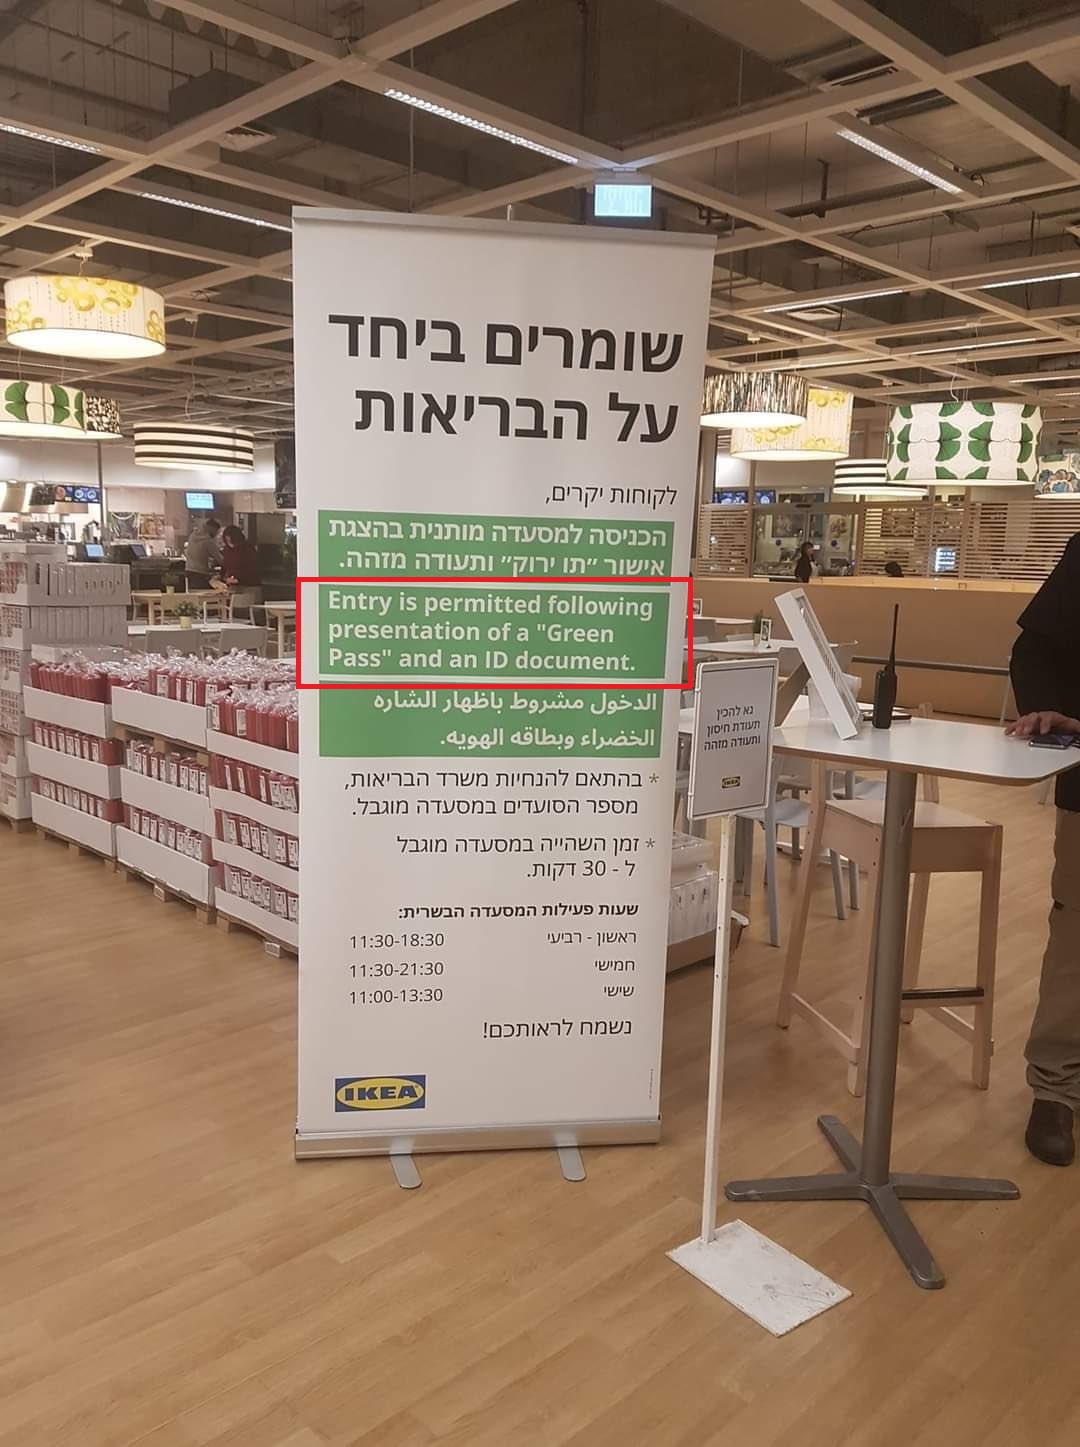 שומרים ביחד
על הבריאות
לקוחות יקרים,
הכניסה למסעדה מותנית בהצגת
אישור ״תו ירוק״ ותעודה מזהה.
Entry is permitted following
presentation of a "Green
Pass" and an ID document.
الدخول مشروط باظهار الشاره
الخضراء وبطاقه الهويه.
* בהתאם להנחיות משרד הבריאות,
מספר הסועדים במסעדה מוגבל.
* זמן השהייה במסעדה מוגבל
ל - 30 דקות.
שעות פעילות המסעדה הבשרית:
ראשון - רביעי 11:30-18:30
חמישי 11:30-21:30
שישי 11:00-13:30
נשמח לראותכם!
IKEA
נא להכין
תעודת חיסון
ותעודה מזהה
IKEA